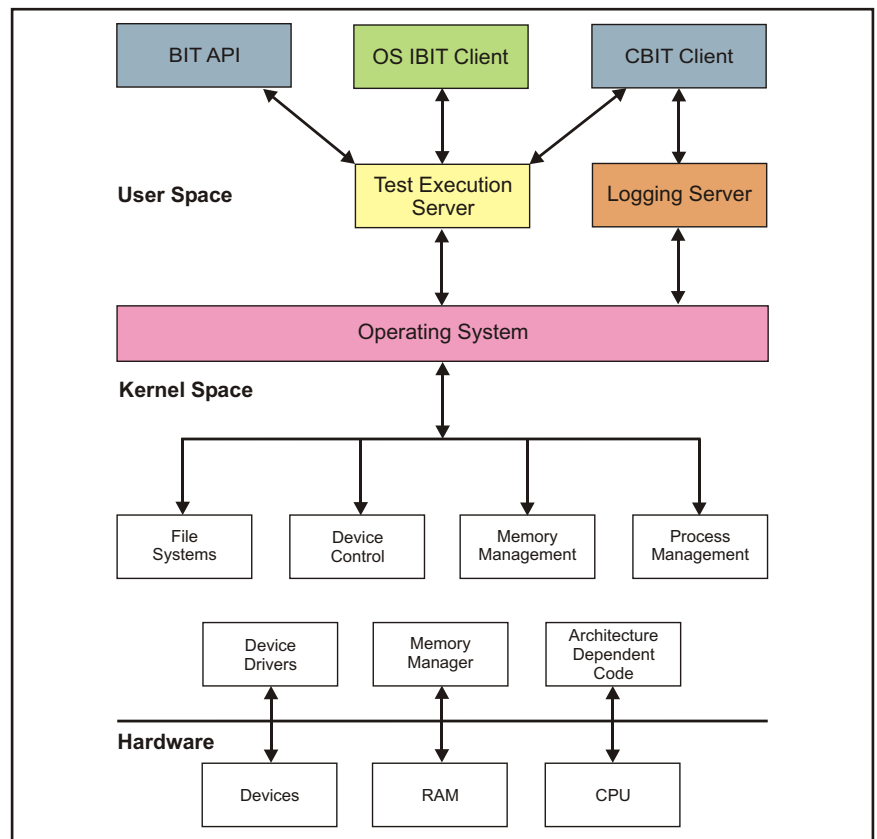 BIT API
OS IBIT Client
CBIT Client
User Space
Test Execution
Server
Logging Server
Operating System
Kernel Space
File
Systems
Device
Control
Memory
Management
Process
Management
Device
Drivers
Memory
Manager
Architecture
Dependent
Code
Hardware
Devices
RAM
CPU